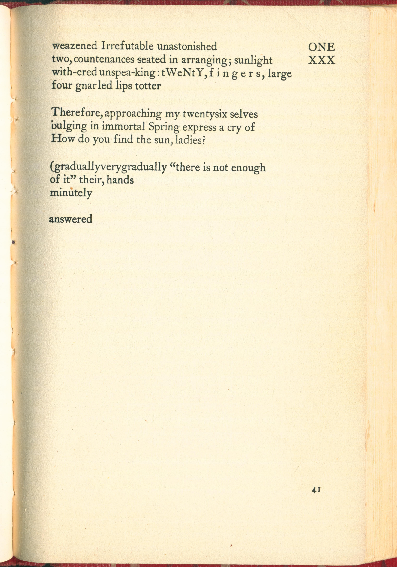 weazened Irrefutable unastonished ONE
two,countenances seated in arranging; sunlight XXX
with-ered unspea-king:tWeNtY, f i n g e r s, large
four gnarled lips totter
Therefore,approaching my twentysix selves
bulging in immortal Spring express a cry of
How do you find the sun,ladies?
(graduallyverygradually “there is not enough
of it” their, hands
minutely
answered
41